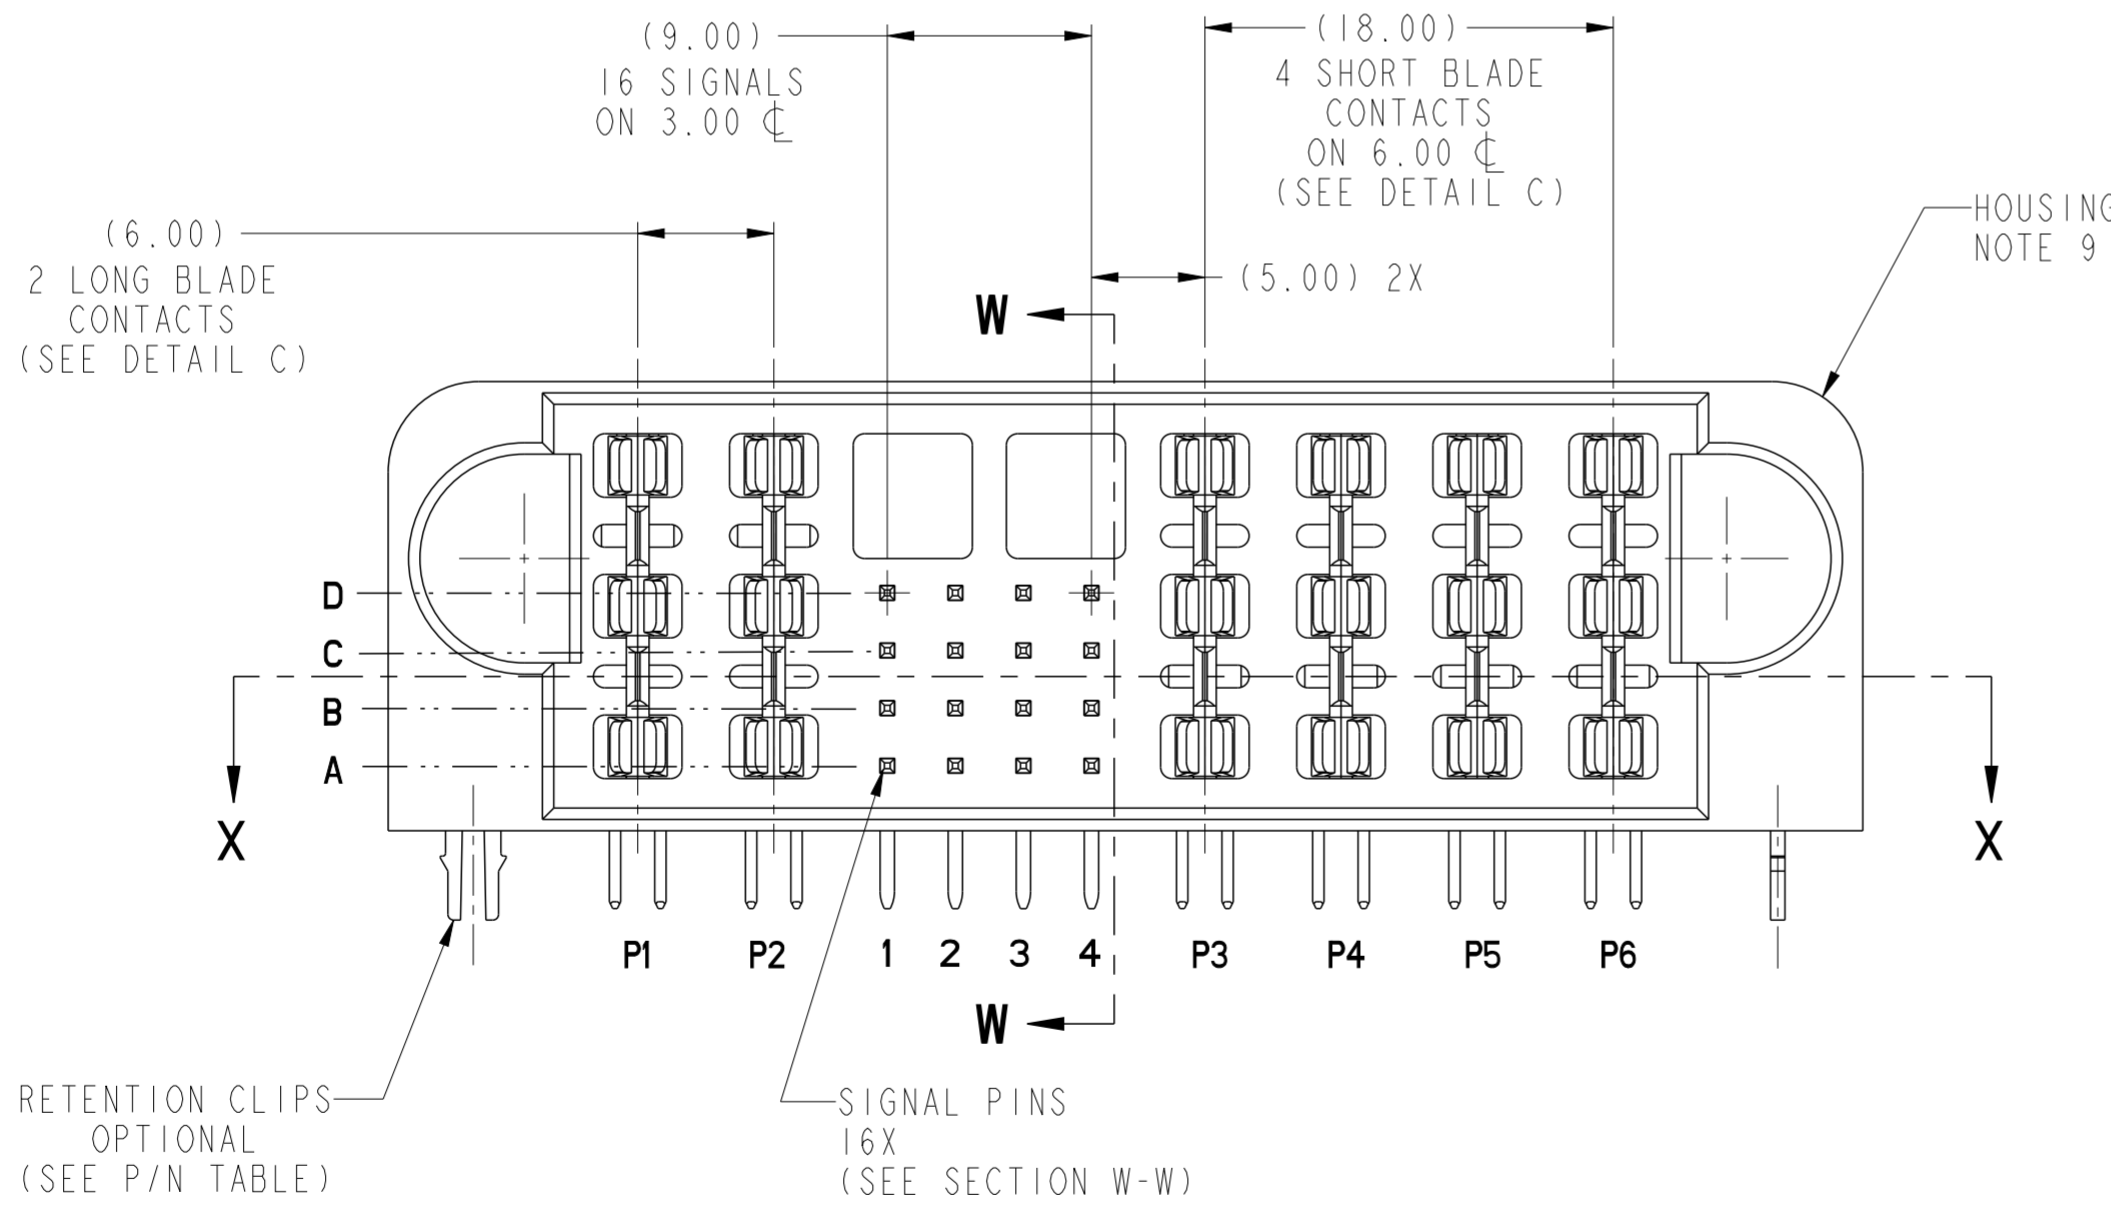 (9.00)
16 SIGNALS
ON 3.00 ℄
(18.00)
4 SHORT BLADE
CONTACTS
ON 6.00 ℄
(SEE DETAIL C)
HOUSING
NOTE 9
(6.00)
2 LONG BLADE
CONTACTS
(SEE DETAIL C)
(5.00) 2X
W
D
C
B
A
X
X
P1 P2 1 2 3 4 P3 P4 P5 P6
W
RETENTION CLIPS
OPTIONAL
(SEE P/N TABLE)
SIGNAL PINS
16X
(SEE SECTION W-W)